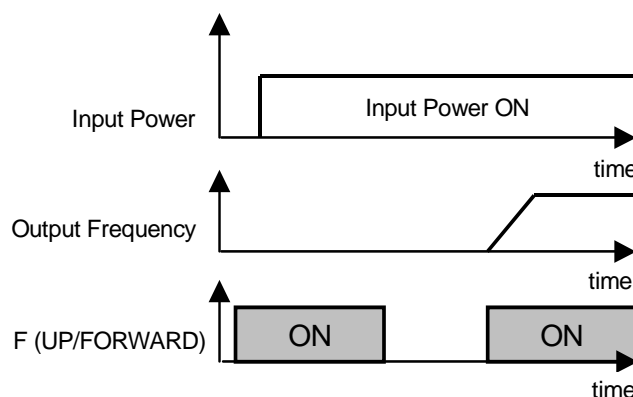 Input Power
Input Power ON
time
Output Frequency
time
F (UP/FORWARD)
ON
ON
time